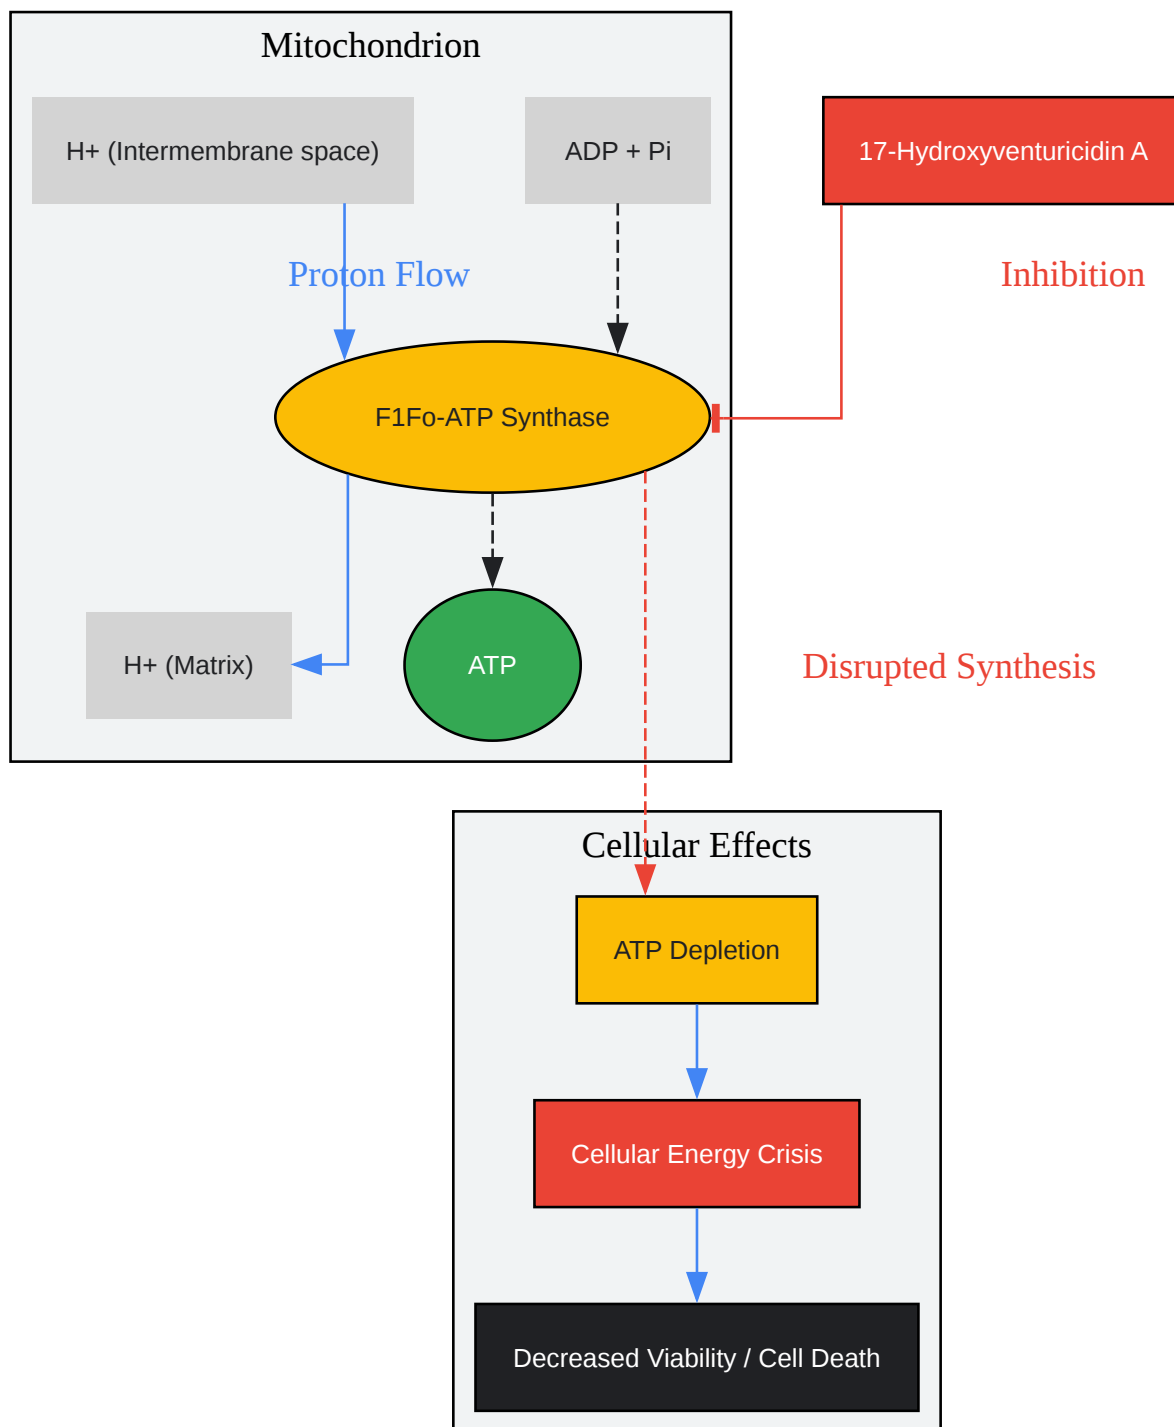 Mitochondrion
H+ (Intermembrane space)
ADP + Pi
17-Hydroxyventuricidin A
Proton Flow
Inhibition
F1Fo-ATP Synthase
H+ (Matrix)
ATP
Disrupted Synthesis
Cellular Effects
ATP Depletion
Cellular Energy Crisis
Decreased Viability / Cell Death